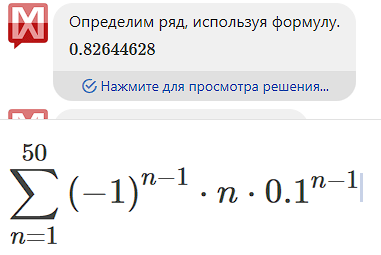 Определим ряд, используя формулу.
0.82644628
Нажмите для просмотра решения...
50
∑ (−1)^{n−1} · n · 0.1^{n−1}
n=1